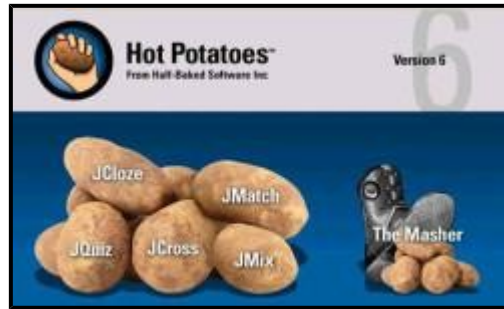 Hot Potatoes™
From Half-Baked Software Inc
Version 6
6
JCloze
JMatch
JQuiz
JCross
JMix
The Masher